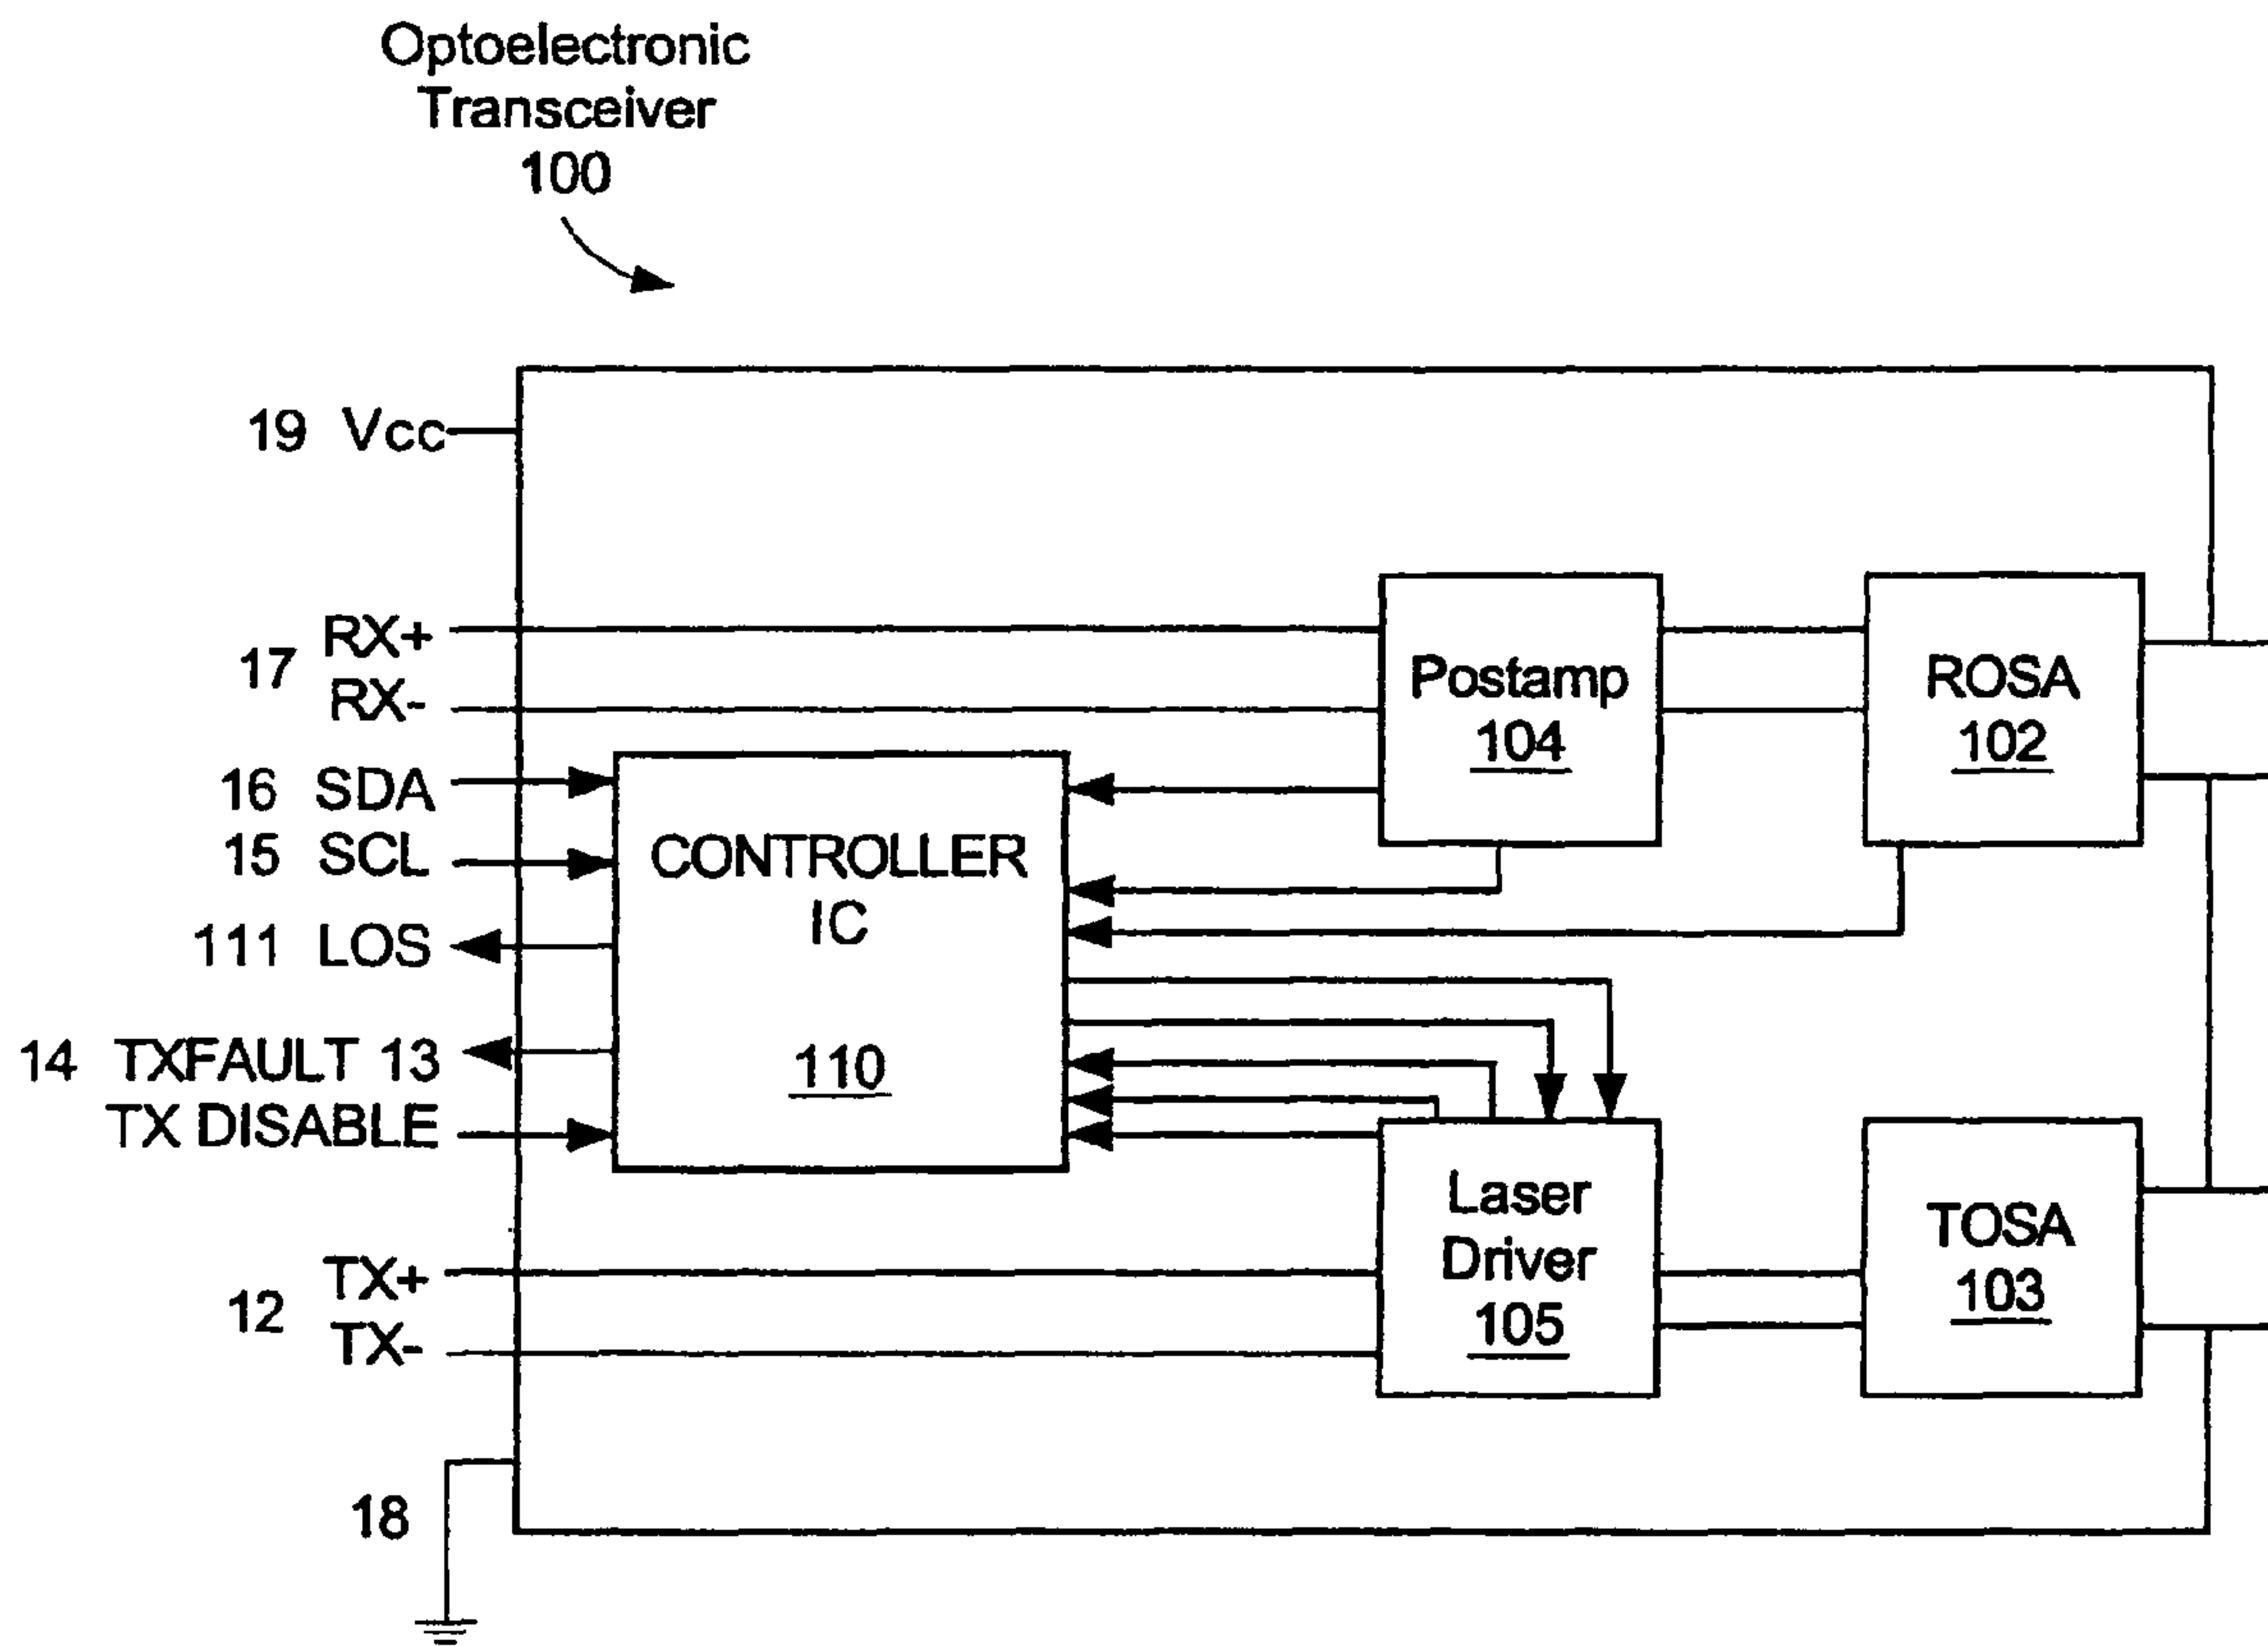 Optoelectronic
Transceiver
100
19 Vcc
17 RX+
RX-
Postamp
104
ROSA
102
16 SDA
15 SCL
111 LOS
14 TXFAULT 13
TX DISABLE
CONTROLLER
IC
110
12 TX+
TX-
Laser
Driver
105
TOSA
103
18